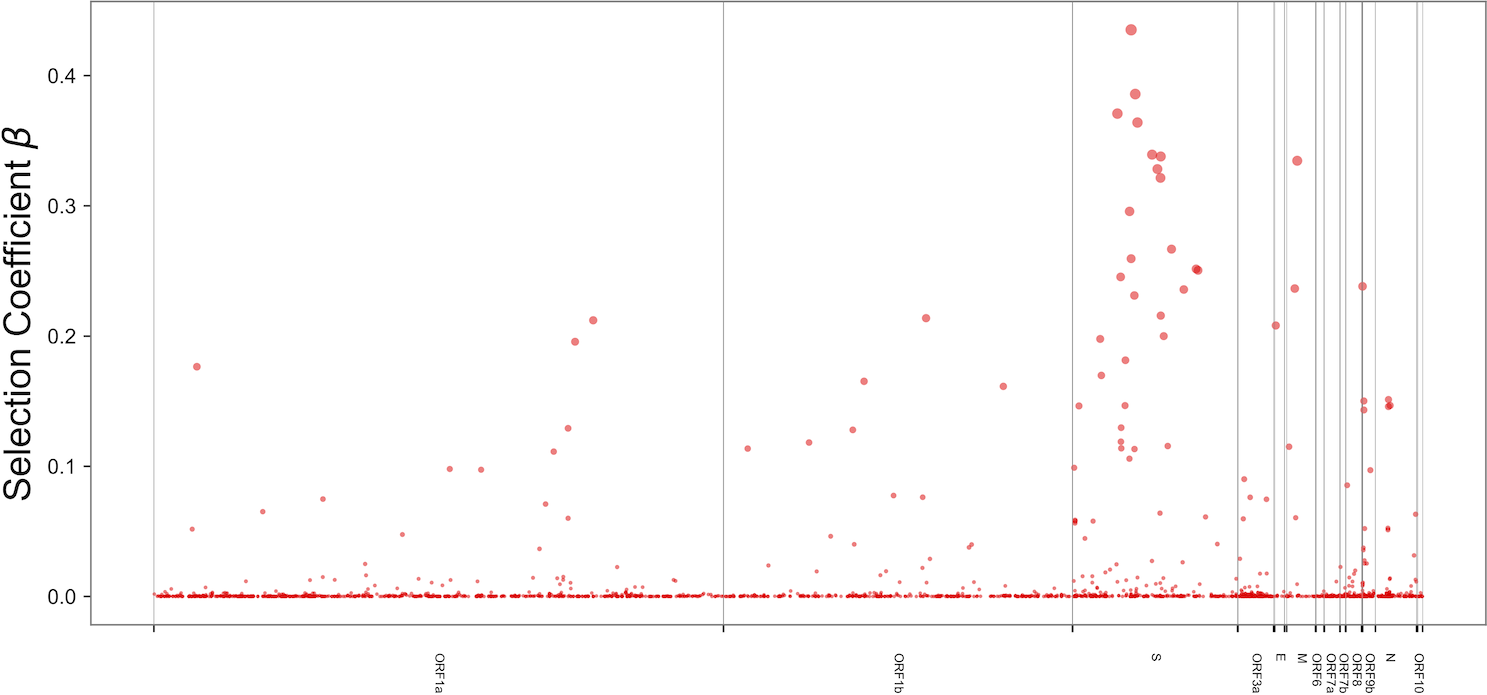 Selection Coefficient β
0.4
0.3
0.2
0.1
0.0
ORF1a
ORF1b
S
ORF3a
E
M
ORF6
ORF7a
ORF7b
ORF8
ORF9b
N
ORF10